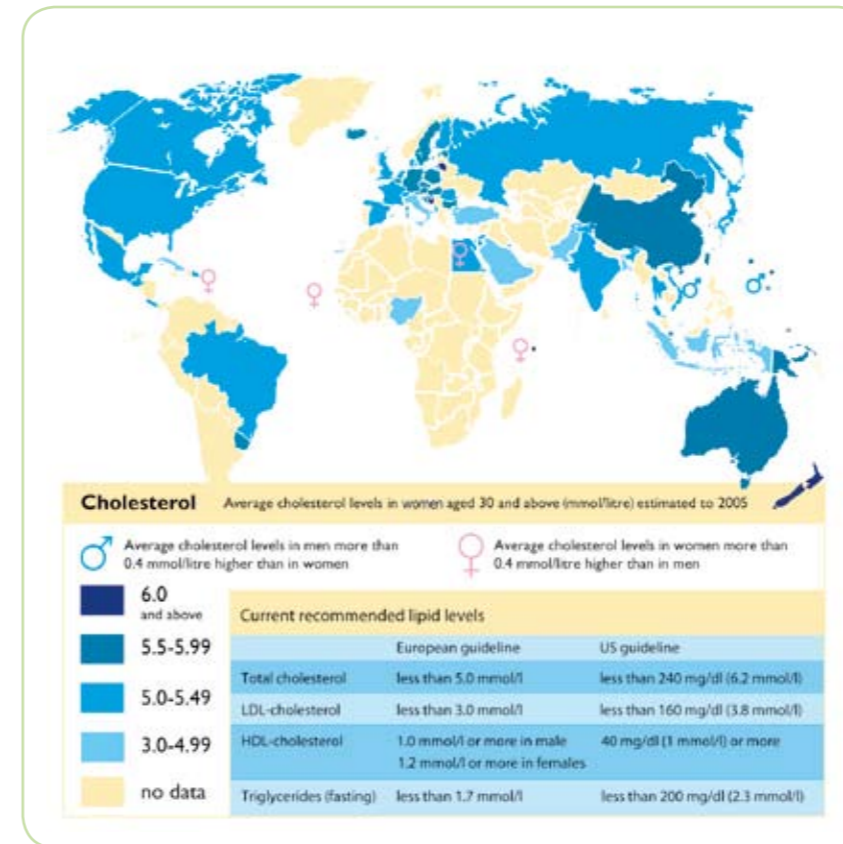 Cholesterol Average cholesterol levels in women aged 30 and above (mmol/litre) estimated to 2005
Average cholesterol levels in men more than
0.4 mmol/litre higher than in women
Average cholesterol levels in women more than
0.4 mmol/litre higher than in men
6.0
and above
5.5-5.99
5.0-5.49
3.0-4.99
no data
Current recommended lipid levels
European guideline US guideline
Total cholesterol less than 5.0 mmol/l less than 240 mg/dl (6.2 mmol/l)
LDL-cholesterol less than 3.0 mmol/l less than 160 mg/dl (3.8 mmol/l)
HDL-cholesterol 1.0 mmol/l or more in male 40 mg/dl (1 mmol/l) or more
1.2 mmol/l or more in females
Triglycerides (fasting) less than 1.7 mmol/l less than 200 mg/dl (2.3 mmol/l)